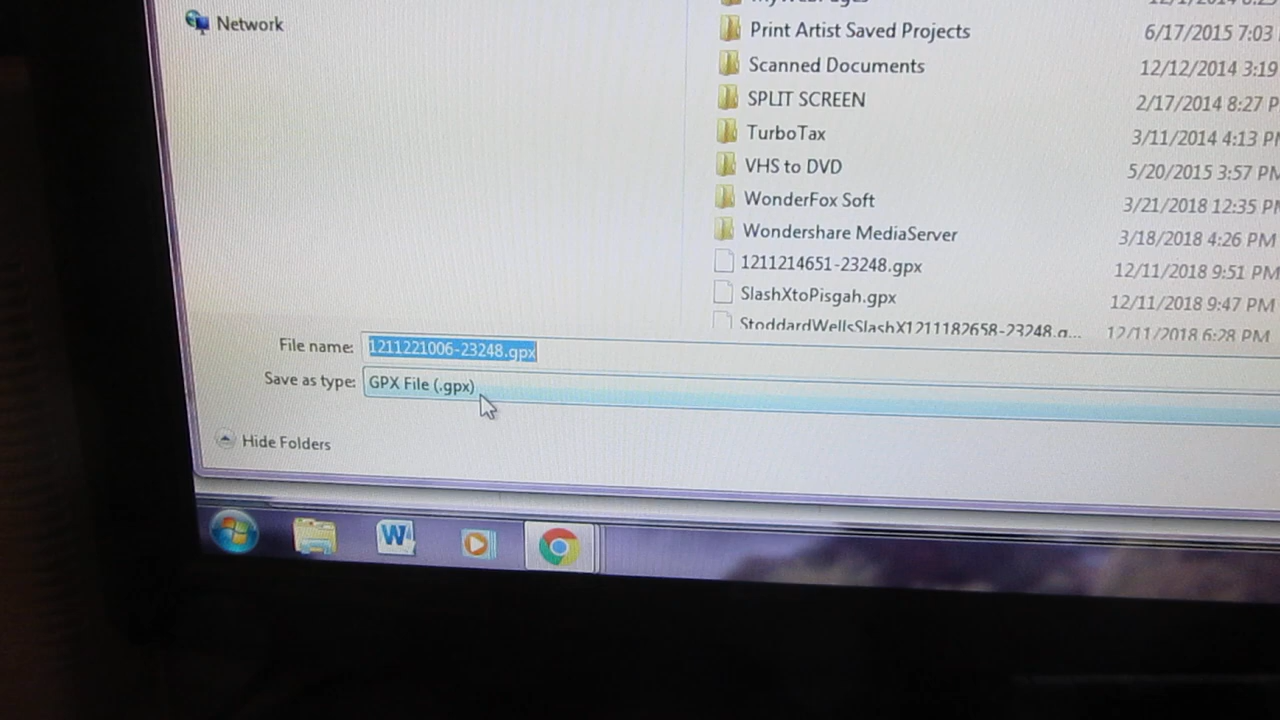 Network
Print Artist Saved Projects 6/17/2015 7:03
Scanned Documents 12/12/2014 3:19
SPLIT SCREEN 2/17/2014 8:27 P
TurboTax 3/11/2014 4:13 PM
VHS to DVD 5/20/2015 3:57 PM
WonderFox Soft 3/21/2018 12:35 PM
Wondershare MediaServer 3/18/2018 4:26 PM
1211214651-23248.gpx 12/11/2018 9:51 PM
SlashXtoPisgah.gpx 12/11/2018 9:47 PM
StoddardWellsSlashX1211182658-23248.g... 12/11/2018 6:28 PM
File name: 1211221006-23248.gpx
Save as type: GPX File (.gpx)
Hide Folders
W